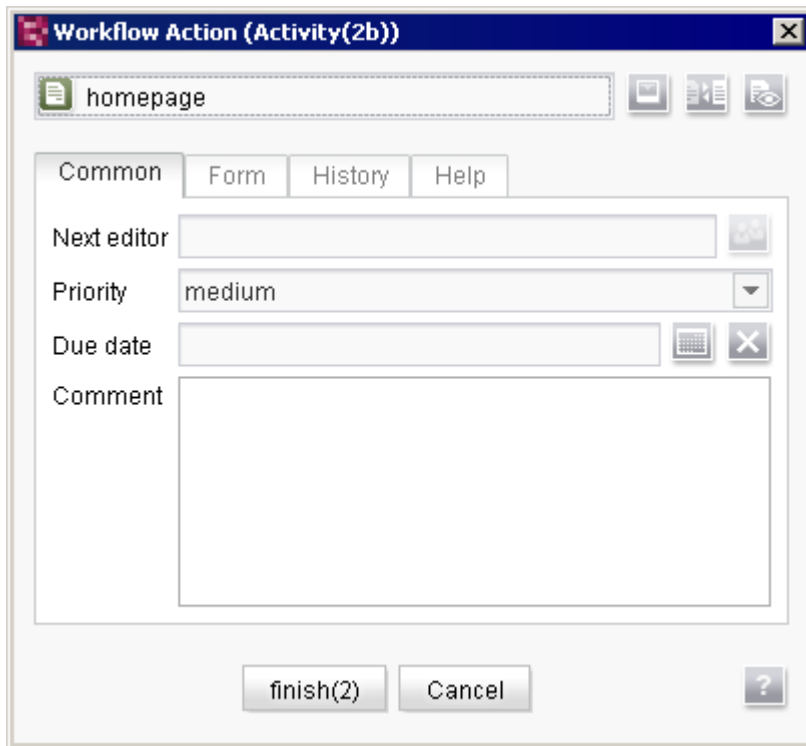 Workflow Action (Activity(2b))
homepage
Common Form History Help
Next editor
Priority medium
Due date
Comment
finish(2) Cancel ?